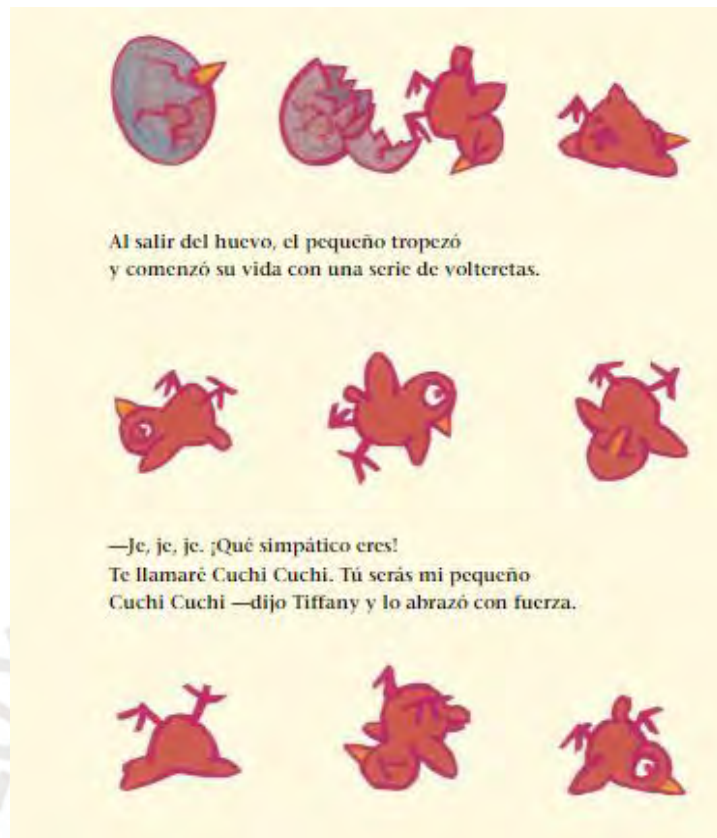 Al salir del huevo, el pequeño tropezó
y comenzó su vida con una serie de volteretas.
—Je, je, je. ¡Qué simpático eres!
Te llamaré Cuchi Cuchi. Tú serás mi pequeño
Cuchi Cuchi —dijo Tiffany y lo abrazó con fuerza.